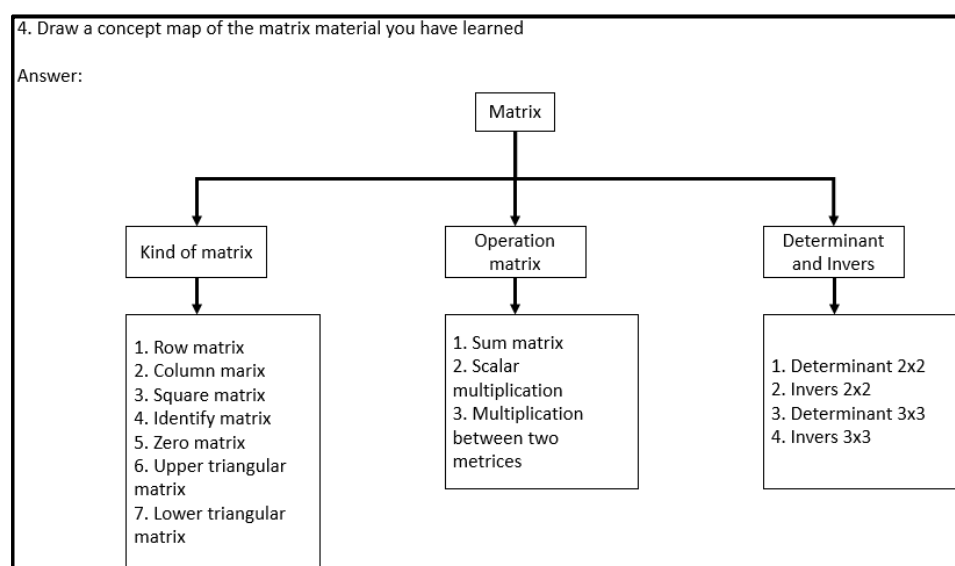 4. Draw a concept map of the matrix material you have learned
Answer:
Matrix
Kind of matrix
Operation
matrix
Determinant
and Invers
1. Row matrix
2. Column marix
3. Square matrix
4. Identify matrix
5. Zero matrix
6. Upper triangular
matrix
7. Lower triangular
matrix
1. Sum matrix
2. Scalar
multiplication
3. Multiplication
between two
metrices
1. Determinant 2x2
2. Invers 2x2
3. Determinant 3x3
4. Invers 3x3